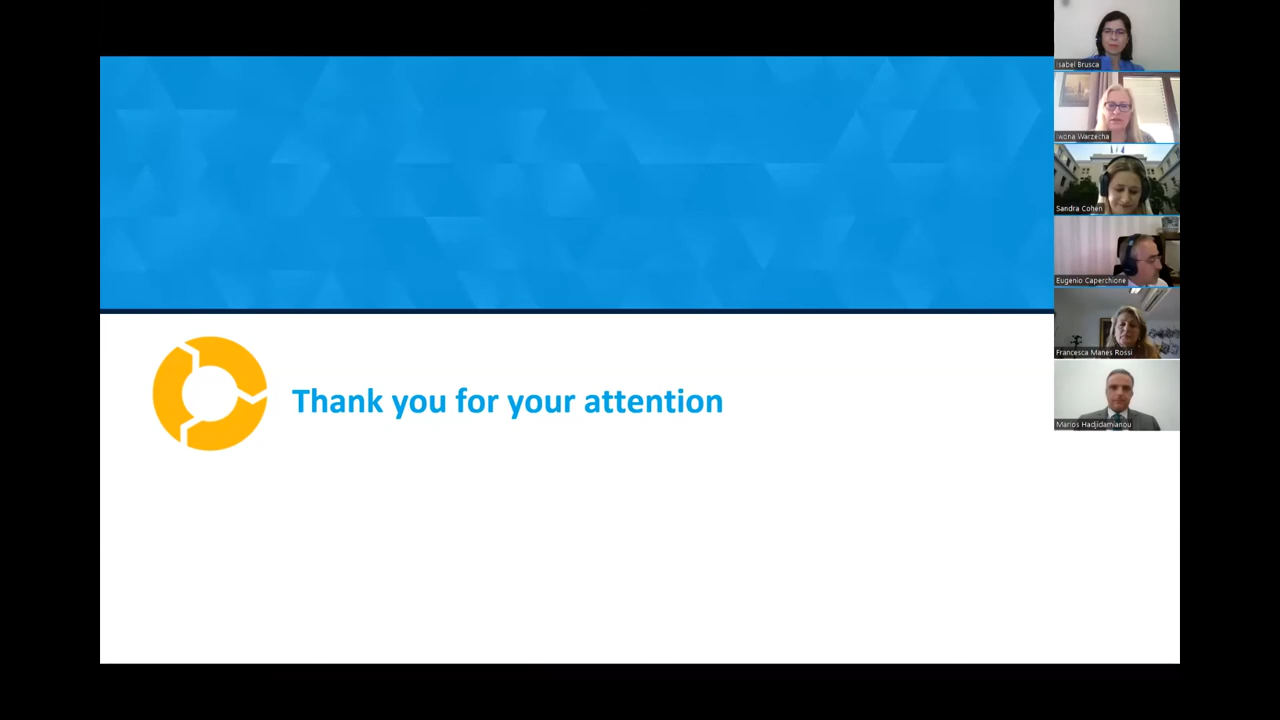 Isabel Brusca
Iwona Warzecha
Sandra Cohen
Eugenio Caperchione
Francesca Manes Rossi
Thank you for your attention
Marios Hadjidamianou